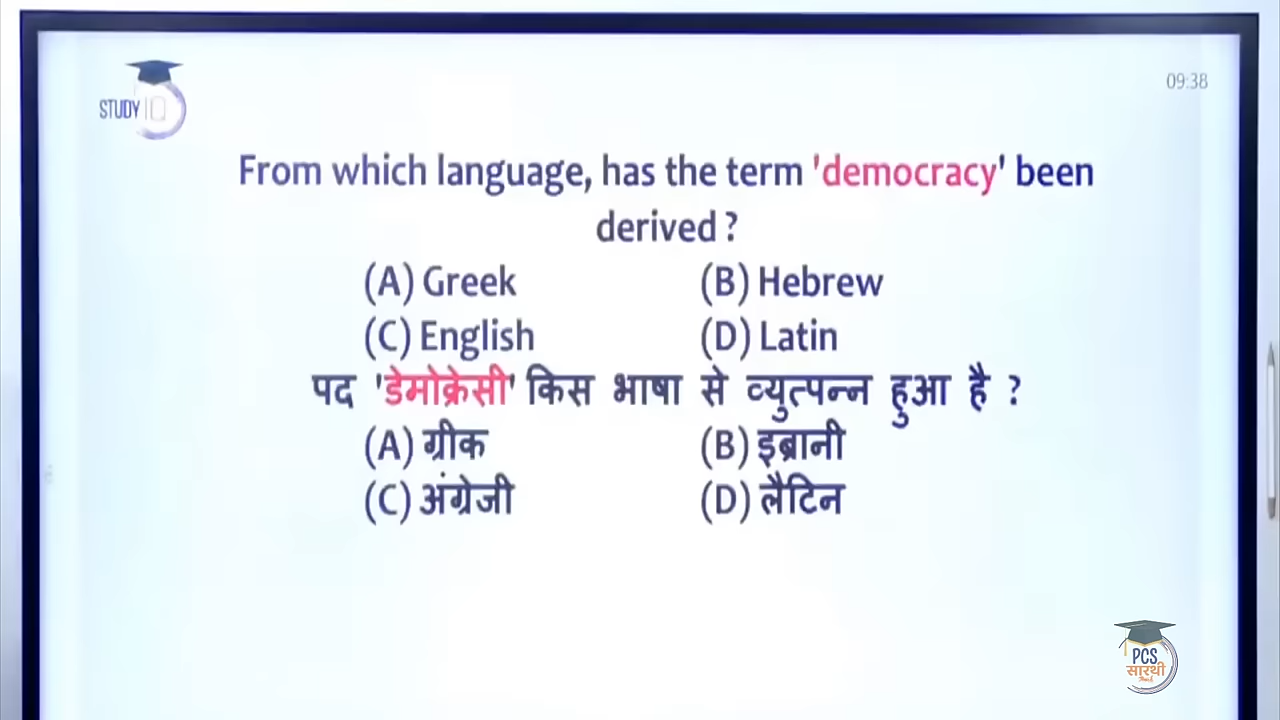 STUDY IQ
09:38
From which language, has the term 'democracy' been
derived ?
(A) Greek (B) Hebrew
(C) English (D) Latin
पद 'डेमोक्रेसी' किस भाषा से व्युत्पन्न हुआ है ?
(A) ग्रीक (B) इब्रानी
(C) अंग्रेजी (D) लैटिन
PCS
सारथी